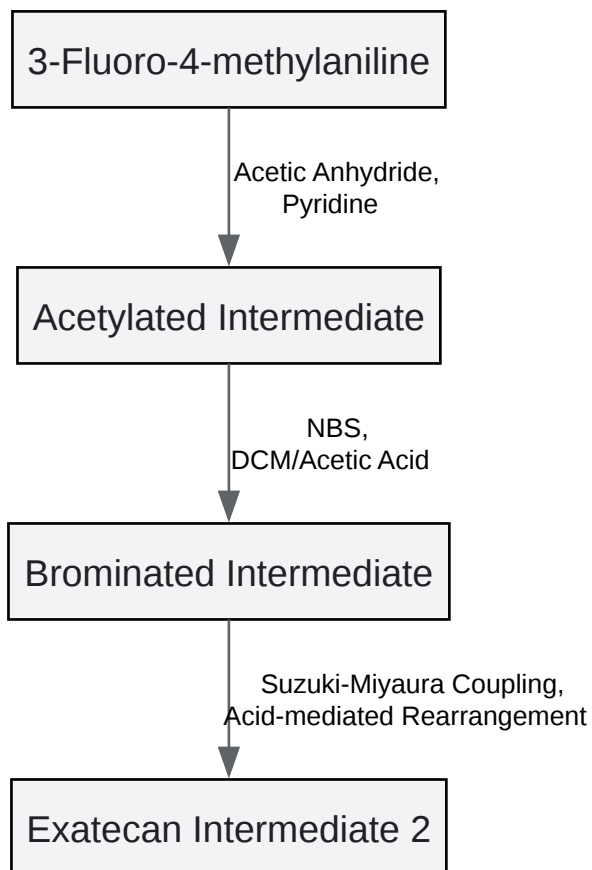 3-Fluoro-4-methylaniline
Acetic Anhydride,
Pyridine
Acetylated Intermediate
NBS,
DCM/Acetic Acid
Brominated Intermediate
Suzuki-Miyaura Coupling,
Acid-mediated Rearrangement
Exatecan Intermediate 2